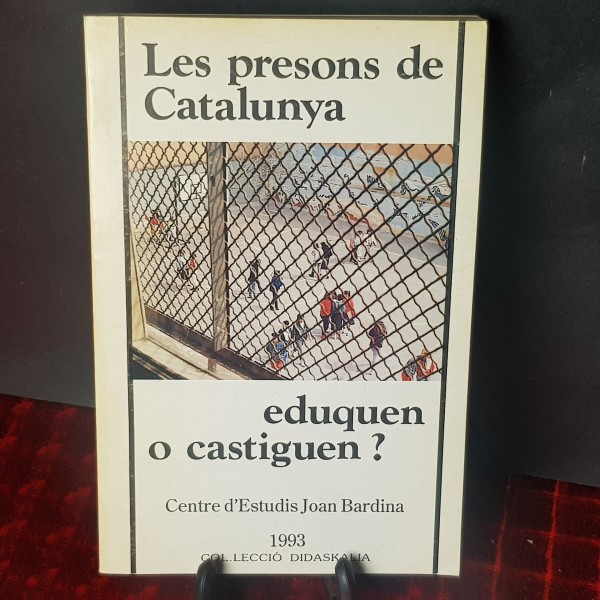 Les presons de
Catalunya
eduquen
o castiguen ?
Centre d'Estudis Joan Bardina
1993
COL.LECCIÓ DIDASKALIA